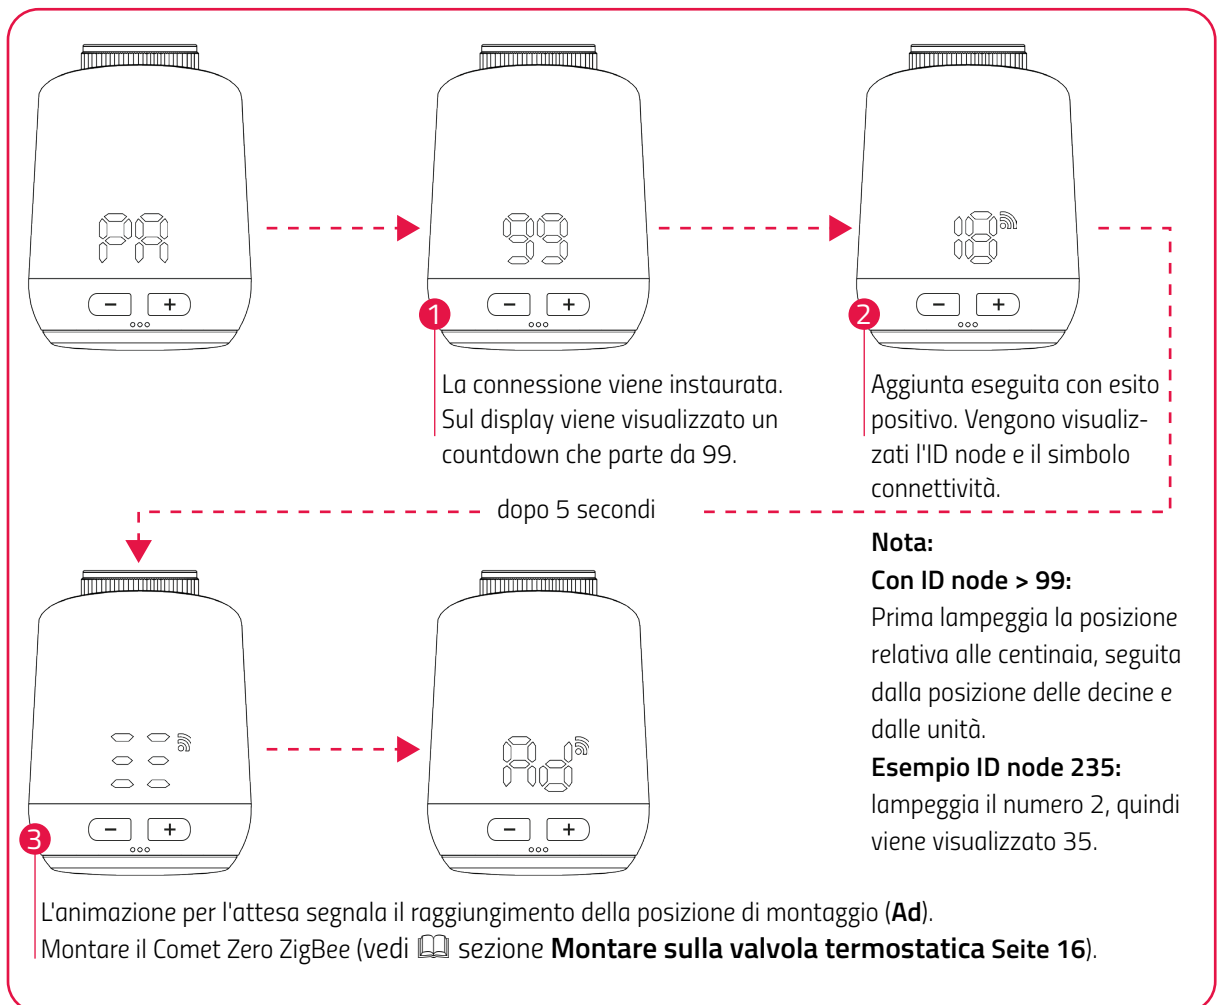 PA
99
18
− +
− +
− +
1
2
La connessione viene instaurata.
Sul display viene visualizzato un
countdown che parte da 99.
Aggiunta eseguita con esito
positivo. Vengono visualiz-
zati l'ID node e il simbolo
connettività.
dopo 5 secondi
Nota:
Con ID node > 99:
Prima lampeggia la posizione
relativa alle centinaia, seguita
dalla posizione delle decine e
dalle unità.
Esempio ID node 235:
lampeggia il numero 2, quindi
viene visualizzato 35.
Ad
− +
− +
3
L'animazione per l'attesa segnala il raggiungimento della posizione di montaggio (Ad).
Montare il Comet Zero ZigBee (vedi sezione Montare sulla valvola termostatica Seite 16).